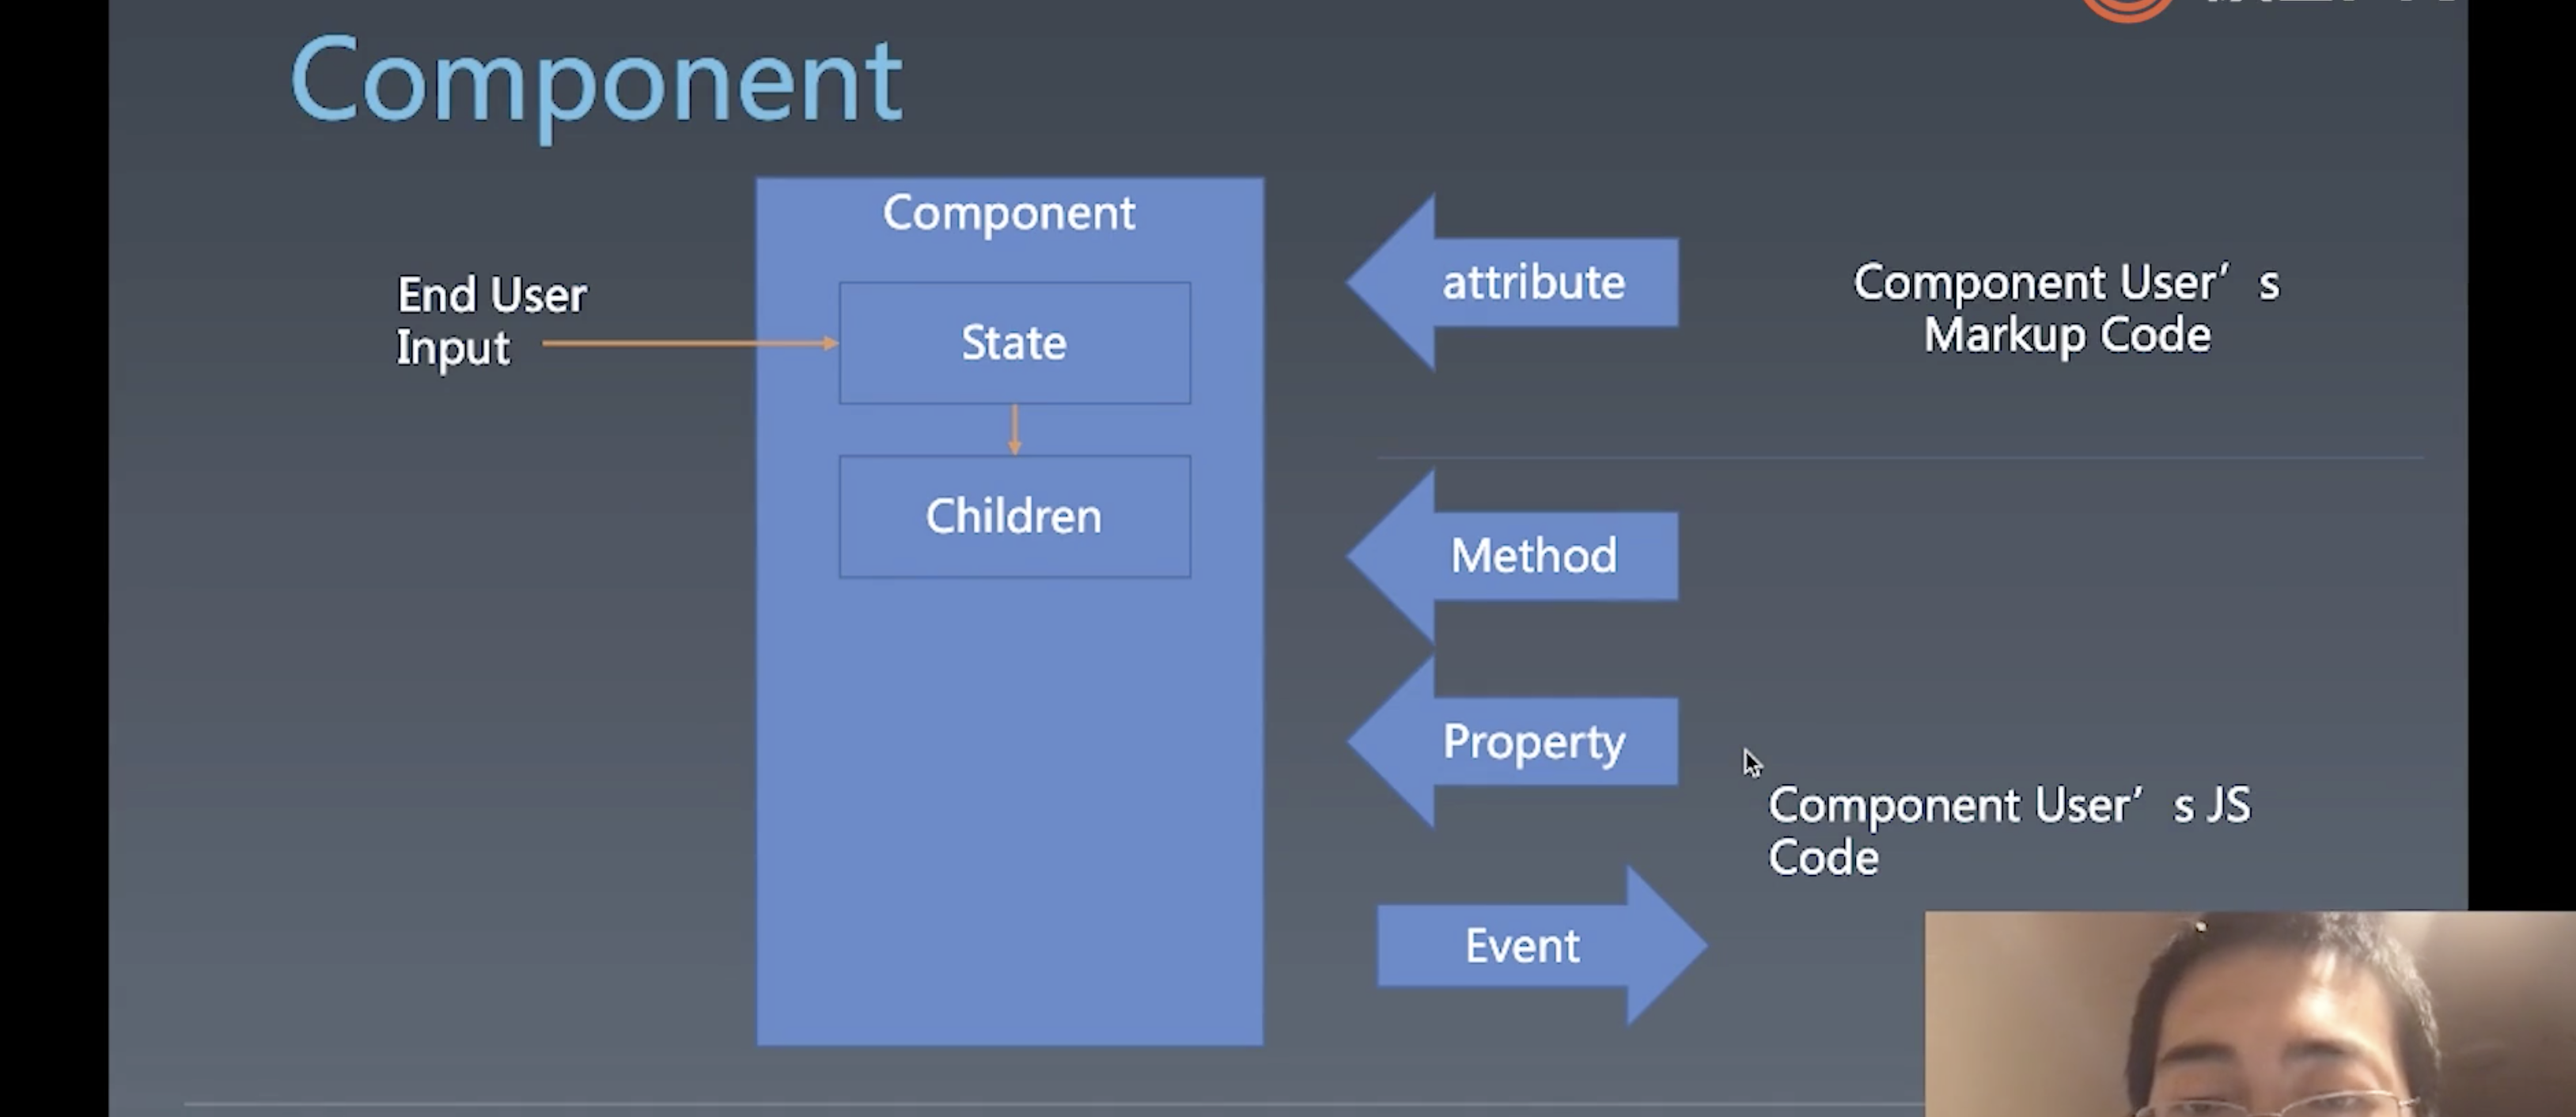 Component
Component
End User
Input
State
Children
attribute
Component User’s
Markup Code
Method
Property
Component User’s JS
Code
Event